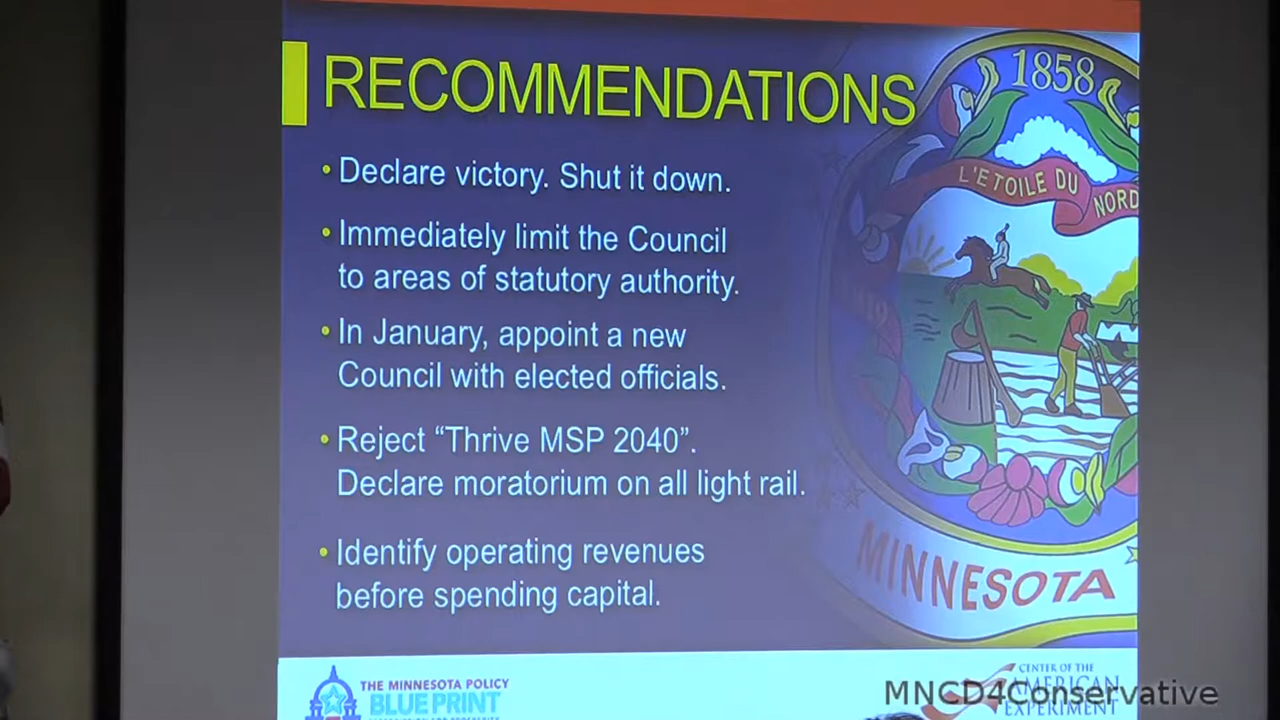 RECOMMENDATIONS
• Declare victory. Shut it down.
• Immediately limit the Council
to areas of statutory authority.
• In January, appoint a new
Council with elected officials.
• Reject “Thrive MSP 2040”.
Declare moratorium on all light rail.
• Identify operating revenues
before spending capital.
1858
L'ETOILE DU NORD
MINNESOTA
THE MINNESOTA POLICY
BLUEPRINT
CENTER OF THE
AMERICAN
EXPERIMENT
MNCD4Conservative